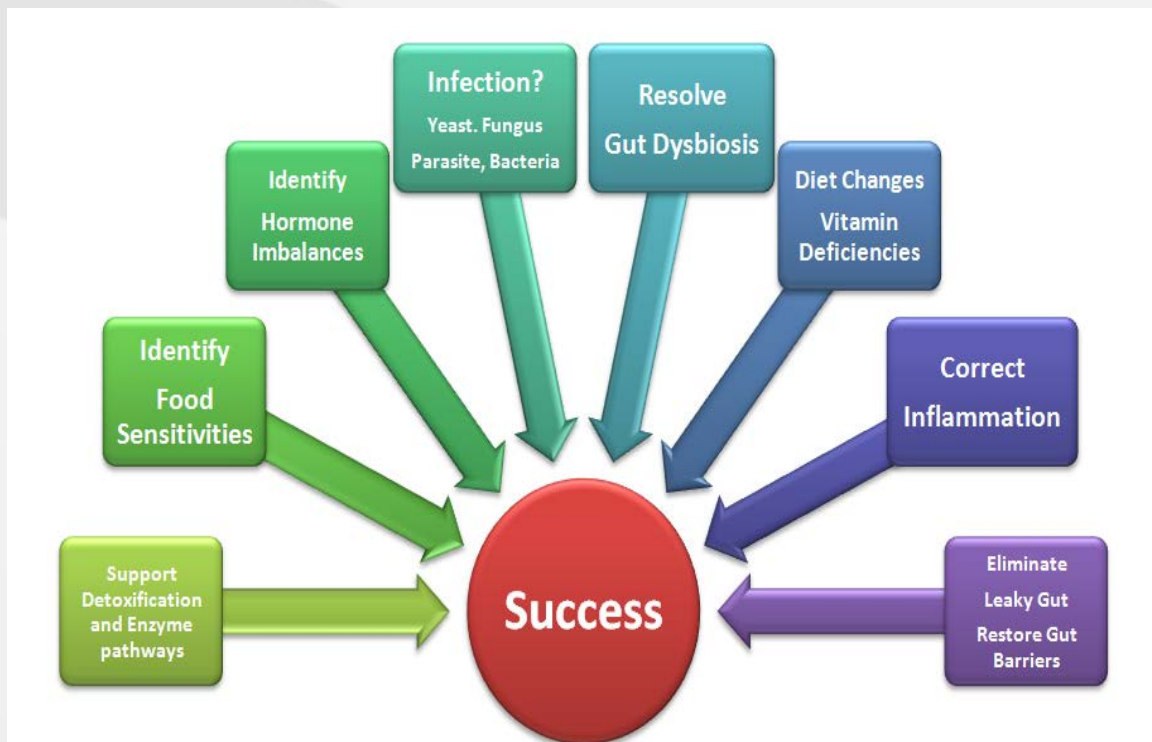 Support
Detoxification
and Enzyme
pathways
Identify
Food
Sensitivities
Identify
Hormone
Imbalances
Infection?
Yeast. Fungus
Parasite, Bacteria
Resolve
Gut Dysbiosis
Diet Changes
Vitamin
Deficiencies
Correct
Inflammation
Eliminate
Leaky Gut
Restore Gut
Barriers
Success